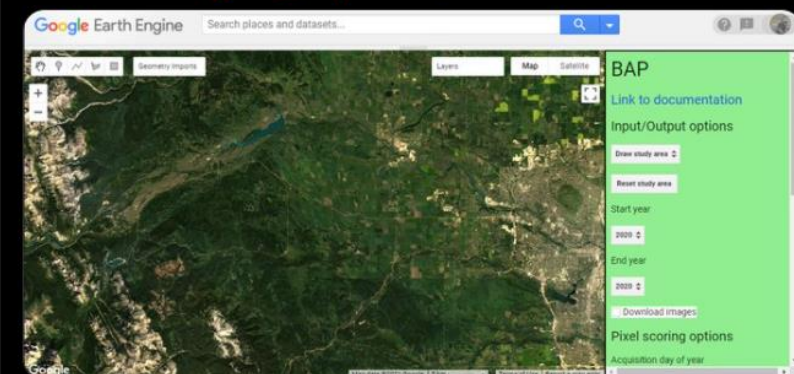 Google Earth Engine
Search places and datasets...
Geometry Imports
Layers
Map
Satellite
+
−
Google
BAP
Link to documentation
Input/Output options
Draw study area
Reset study area
Start year
2020
End year
2020
Download images
Pixel scoring options
Acquisition day of year